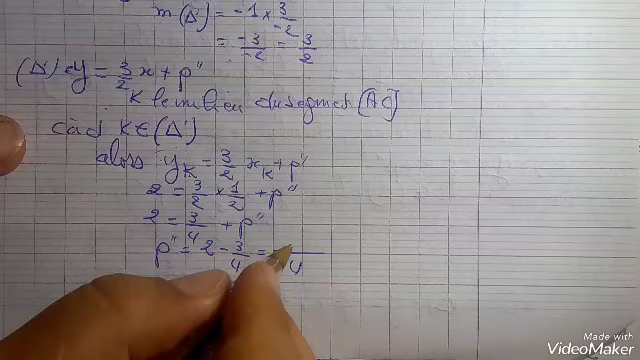 m(Δ') = -1 × 3/-2
= -3/-2 = 3/2
(Δ') : y = 3/2 x + p''
K le milieu du segment [AC]
càd K ∈ (Δ')
alors y_K = 3/2 x_K + p''
2 = 3/2 × 1/2 + p''
2 = 3/4 + p''
p'' = 2 - 3/4 = /4
Made with
VideoMaker